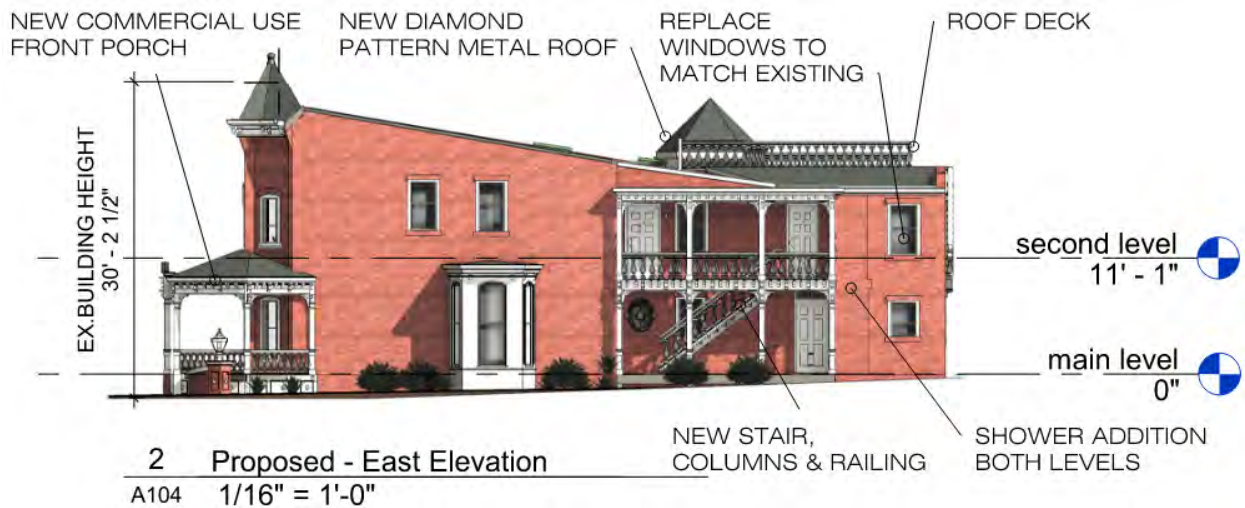 NEW COMMERCIAL USE
FRONT PORCH
NEW DIAMOND
PATTERN METAL ROOF
REPLACE
WINDOWS TO
MATCH EXISTING
ROOF DECK
EX.BUILDING HEIGHT
30' - 2 1/2"
second level
11' - 1"
main level
0"
NEW STAIR,
COLUMNS & RAILING
SHOWER ADDITION
BOTH LEVELS
2 Proposed - East Elevation
A104 1/16" = 1'-0"